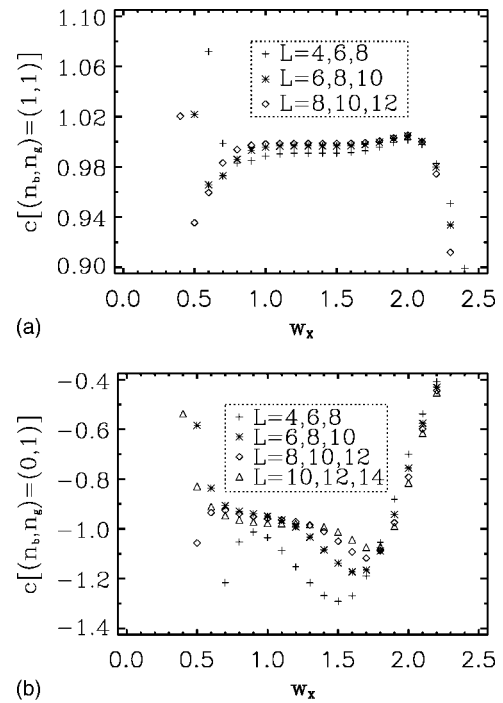 1.10
1.06
1.02
0.98
0.94
0.90
c[(n_b,n_g)=(1,1)]
L=4,6,8
L=6,8,10
L=8,10,12
0.0 0.5 1.0 1.5 2.0 2.5
(a)
w_x
-0.4
-0.6
-0.8
-1.0
-1.2
-1.4
c[(n_b,n_g)=(0,1)]
L=4,6,8
L=6,8,10
L=8,10,12
L=10,12,14
0.0 0.5 1.0 1.5 2.0 2.5
(b)
w_x